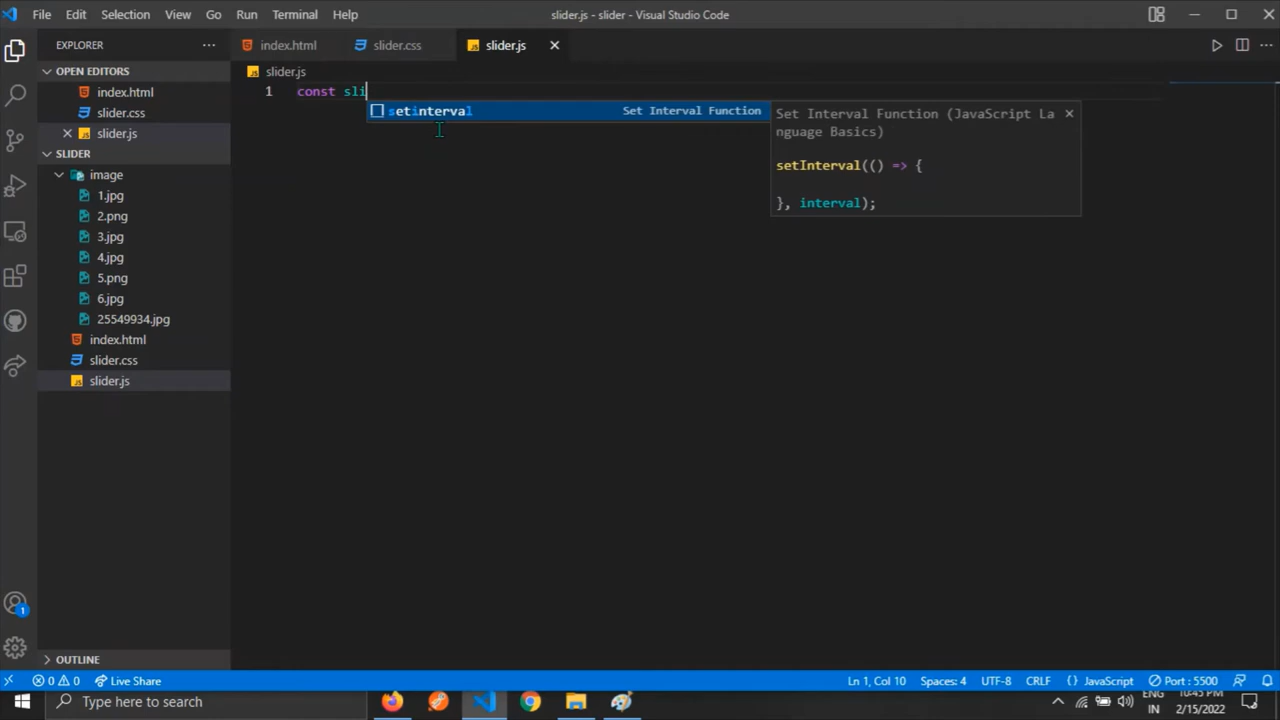 File Edit Selection View Go Run Terminal Help
slider.js - slider - Visual Studio Code
EXPLORER
OPEN EDITORS
index.html
slider.css
slider.js
SLIDER
image
1.jpg
2.png
3.jpg
4.jpg
5.png
6.jpg
25549934.jpg
index.html
slider.css
slider.js
OUTLINE
index.html slider.css slider.js
slider.js
1 const sli
setinterval Set Interval Function
Set Interval Function (JavaScript La
nguage Basics)
setInterval(() => {
}, interval);
1
0 0 Live Share
Ln 1, Col 10 Spaces: 4 UTF-8 CRLF {} JavaScript Port : 5500
Type here to search
ENG
IN
10:45 PM
2/15/2022